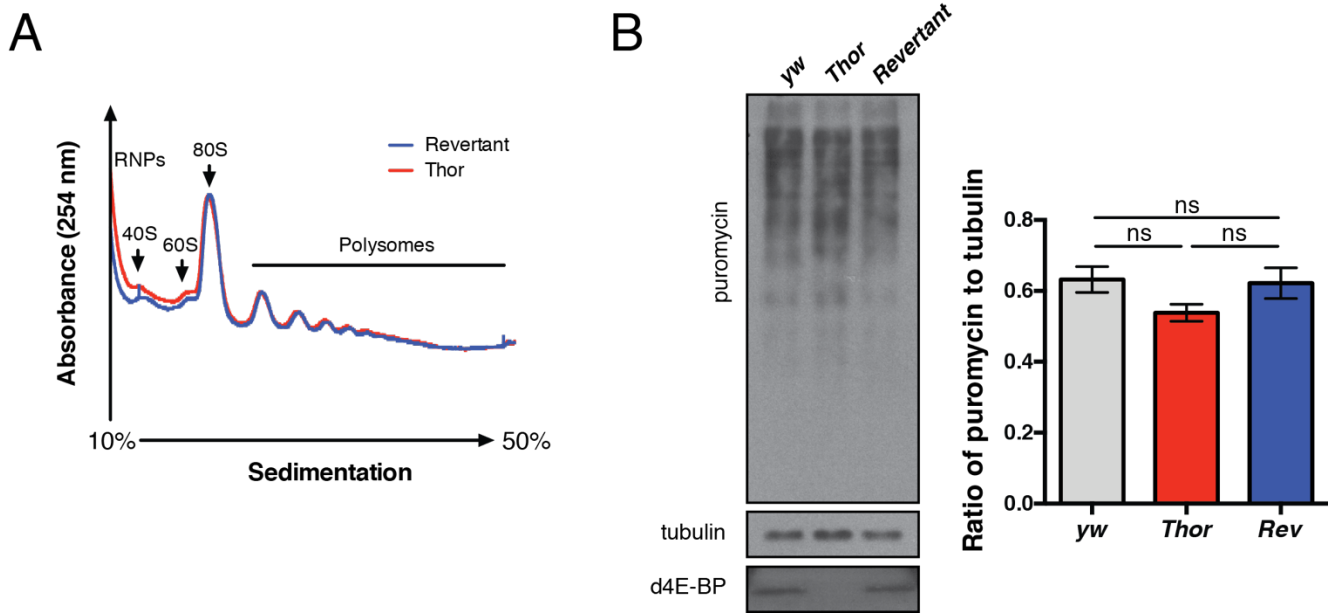 A
Absorbance (254 nm)
RNPs
40S
60S
80S
Revertant
Thor
Polysomes
10%
50%
Sedimentation
B
yw
Thor
Revertant
puromycin
tubulin
d4E-BP
Ratio of puromycin to tubulin
0.8
0.6
0.4
0.2
0.0
ns
ns
ns
yw
Thor
Rev